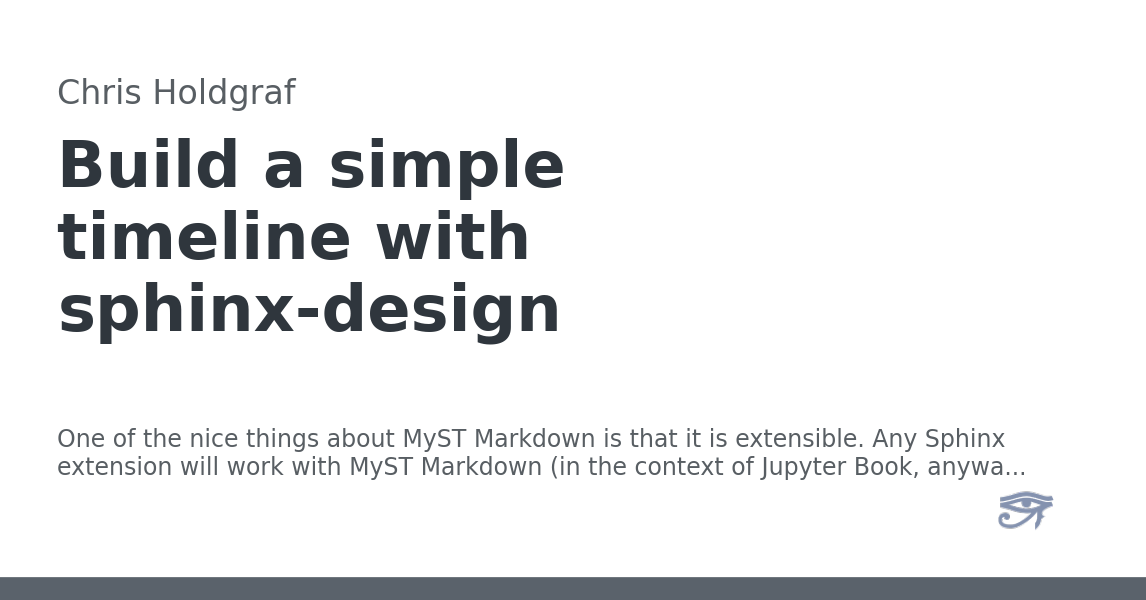 Chris Holdgraf
Build a simple
timeline with
sphinx-design
One of the nice things about MyST Markdown is that it is extensible. Any Sphinx
extension will work with MyST Markdown (in the context of Jupyter Book, anywa...